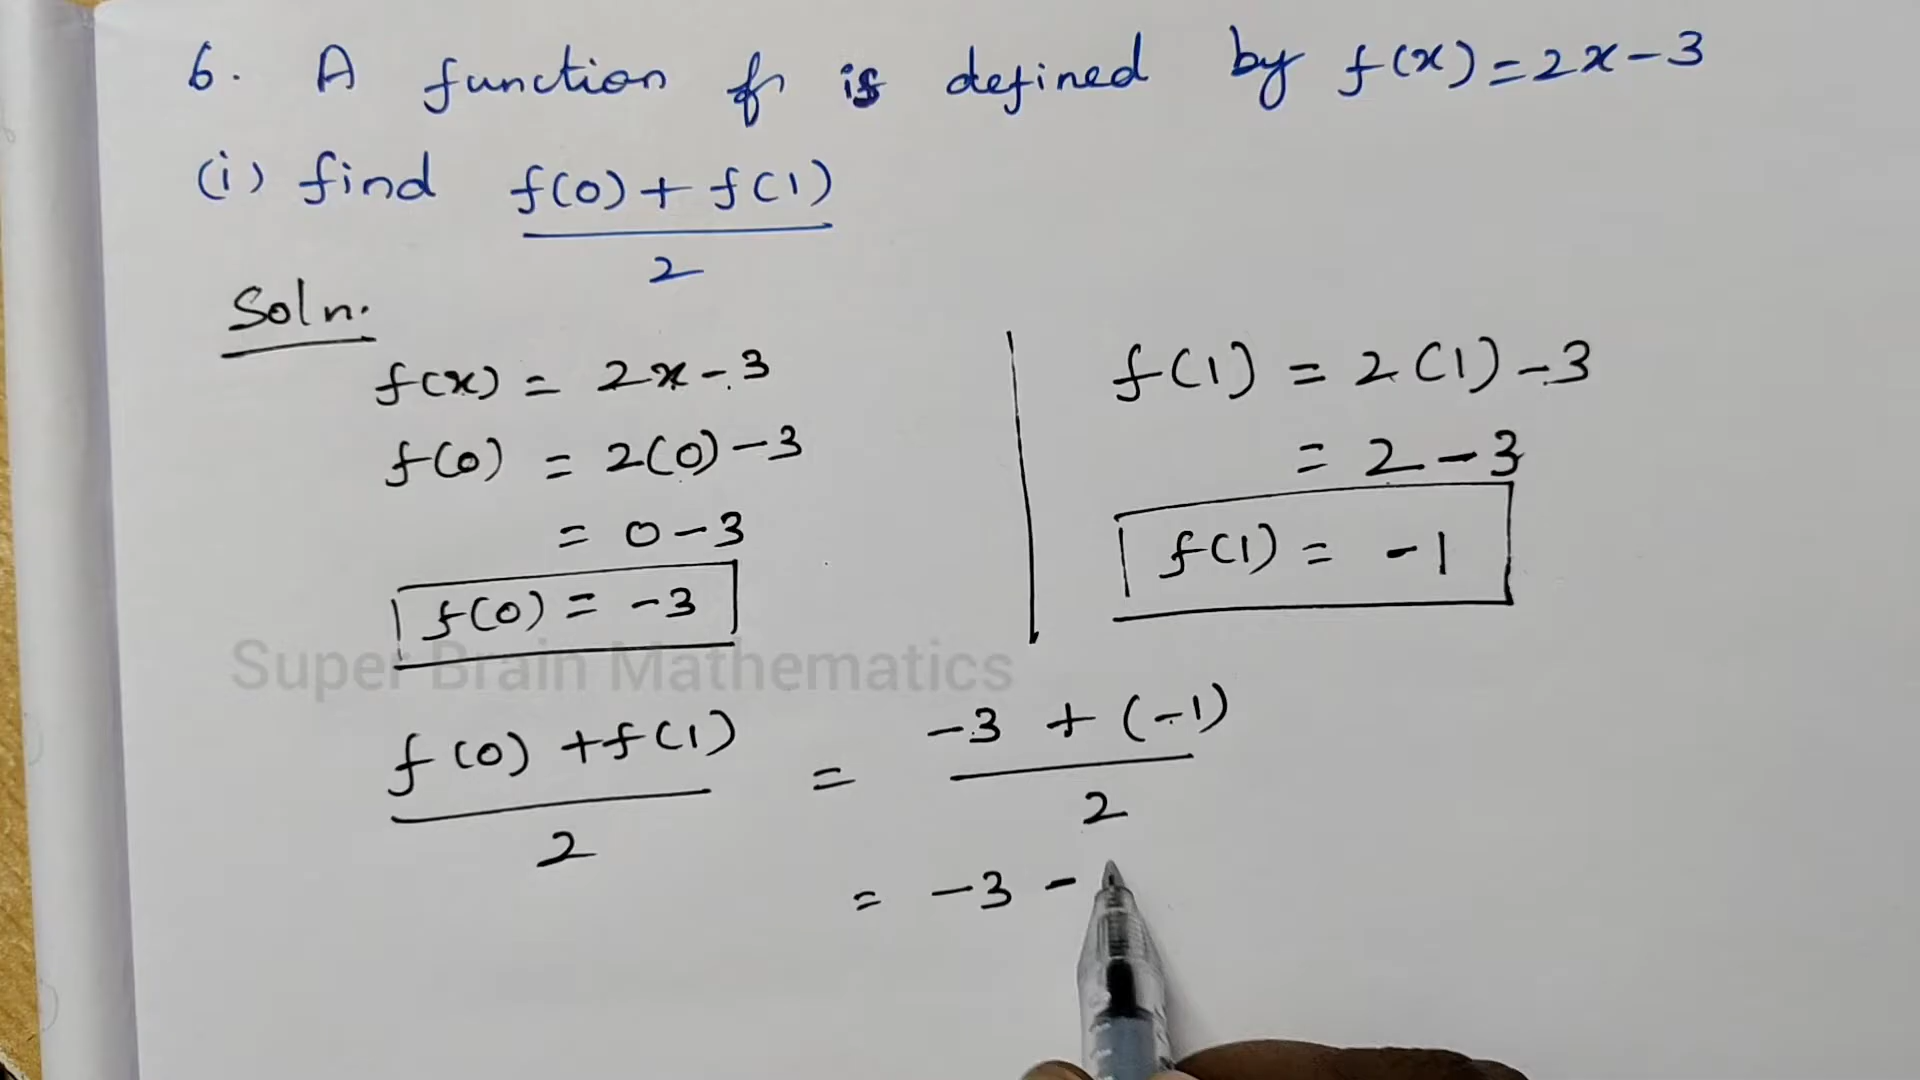 6. A function f is defined by f(x)=2x-3
(i) find f(0)+f(1)
2
Soln.
f(x) = 2x-3
f(0) = 2(0)-3
= 0-3
f(0) = -3
f(1) = 2(1)-3
= 2-3
f(1) = -1
Super Brain Mathematics
f(0)+f(1) = -3 + (-1)
2 2
= -3 -